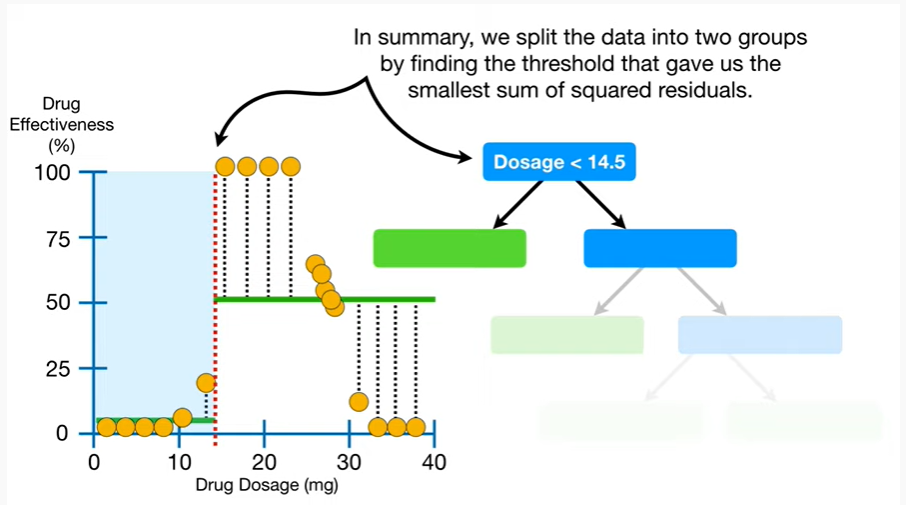 In summary, we split the data into two groups
by finding the threshold that gave us the
smallest sum of squared residuals.
Drug
Effectiveness
(%)
100
75
50
25
0
0 10 20 30 40
Drug Dosage (mg)
Dosage < 14.5